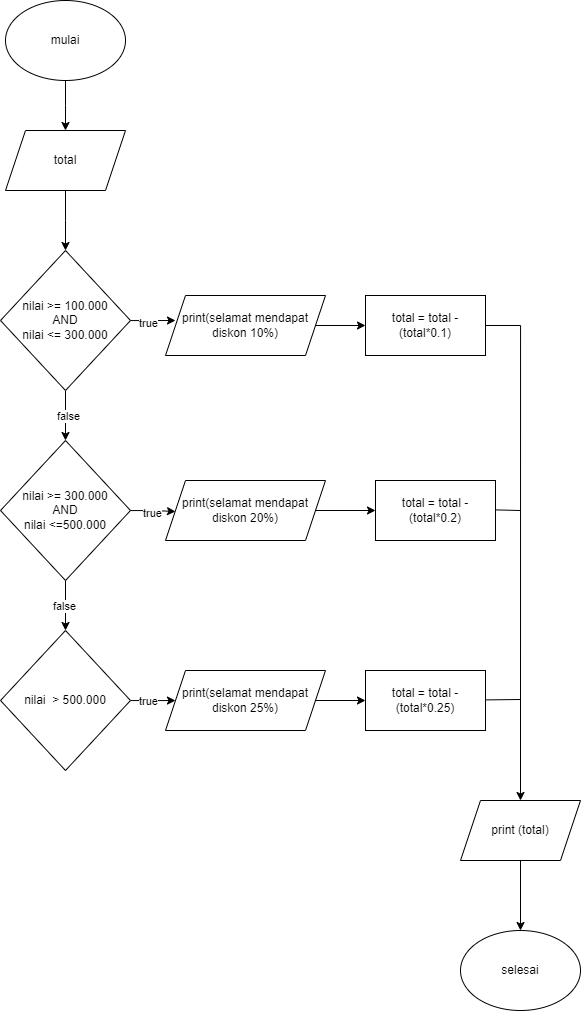 mulai
total
nilai >= 100.000
AND
nilai <= 300.000
true
print(selamat mendapat
diskon 10%)
total = total -
(total*0.1)
false
nilai >= 300.000
AND
nilai <=500.000
true
print(selamat mendapat
diskon 20%)
total = total -
(total*0.2)
false
nilai  > 500.000
true
print(selamat mendapat
diskon 25%)
total = total -
(total*0.25)
print (total)
selesai